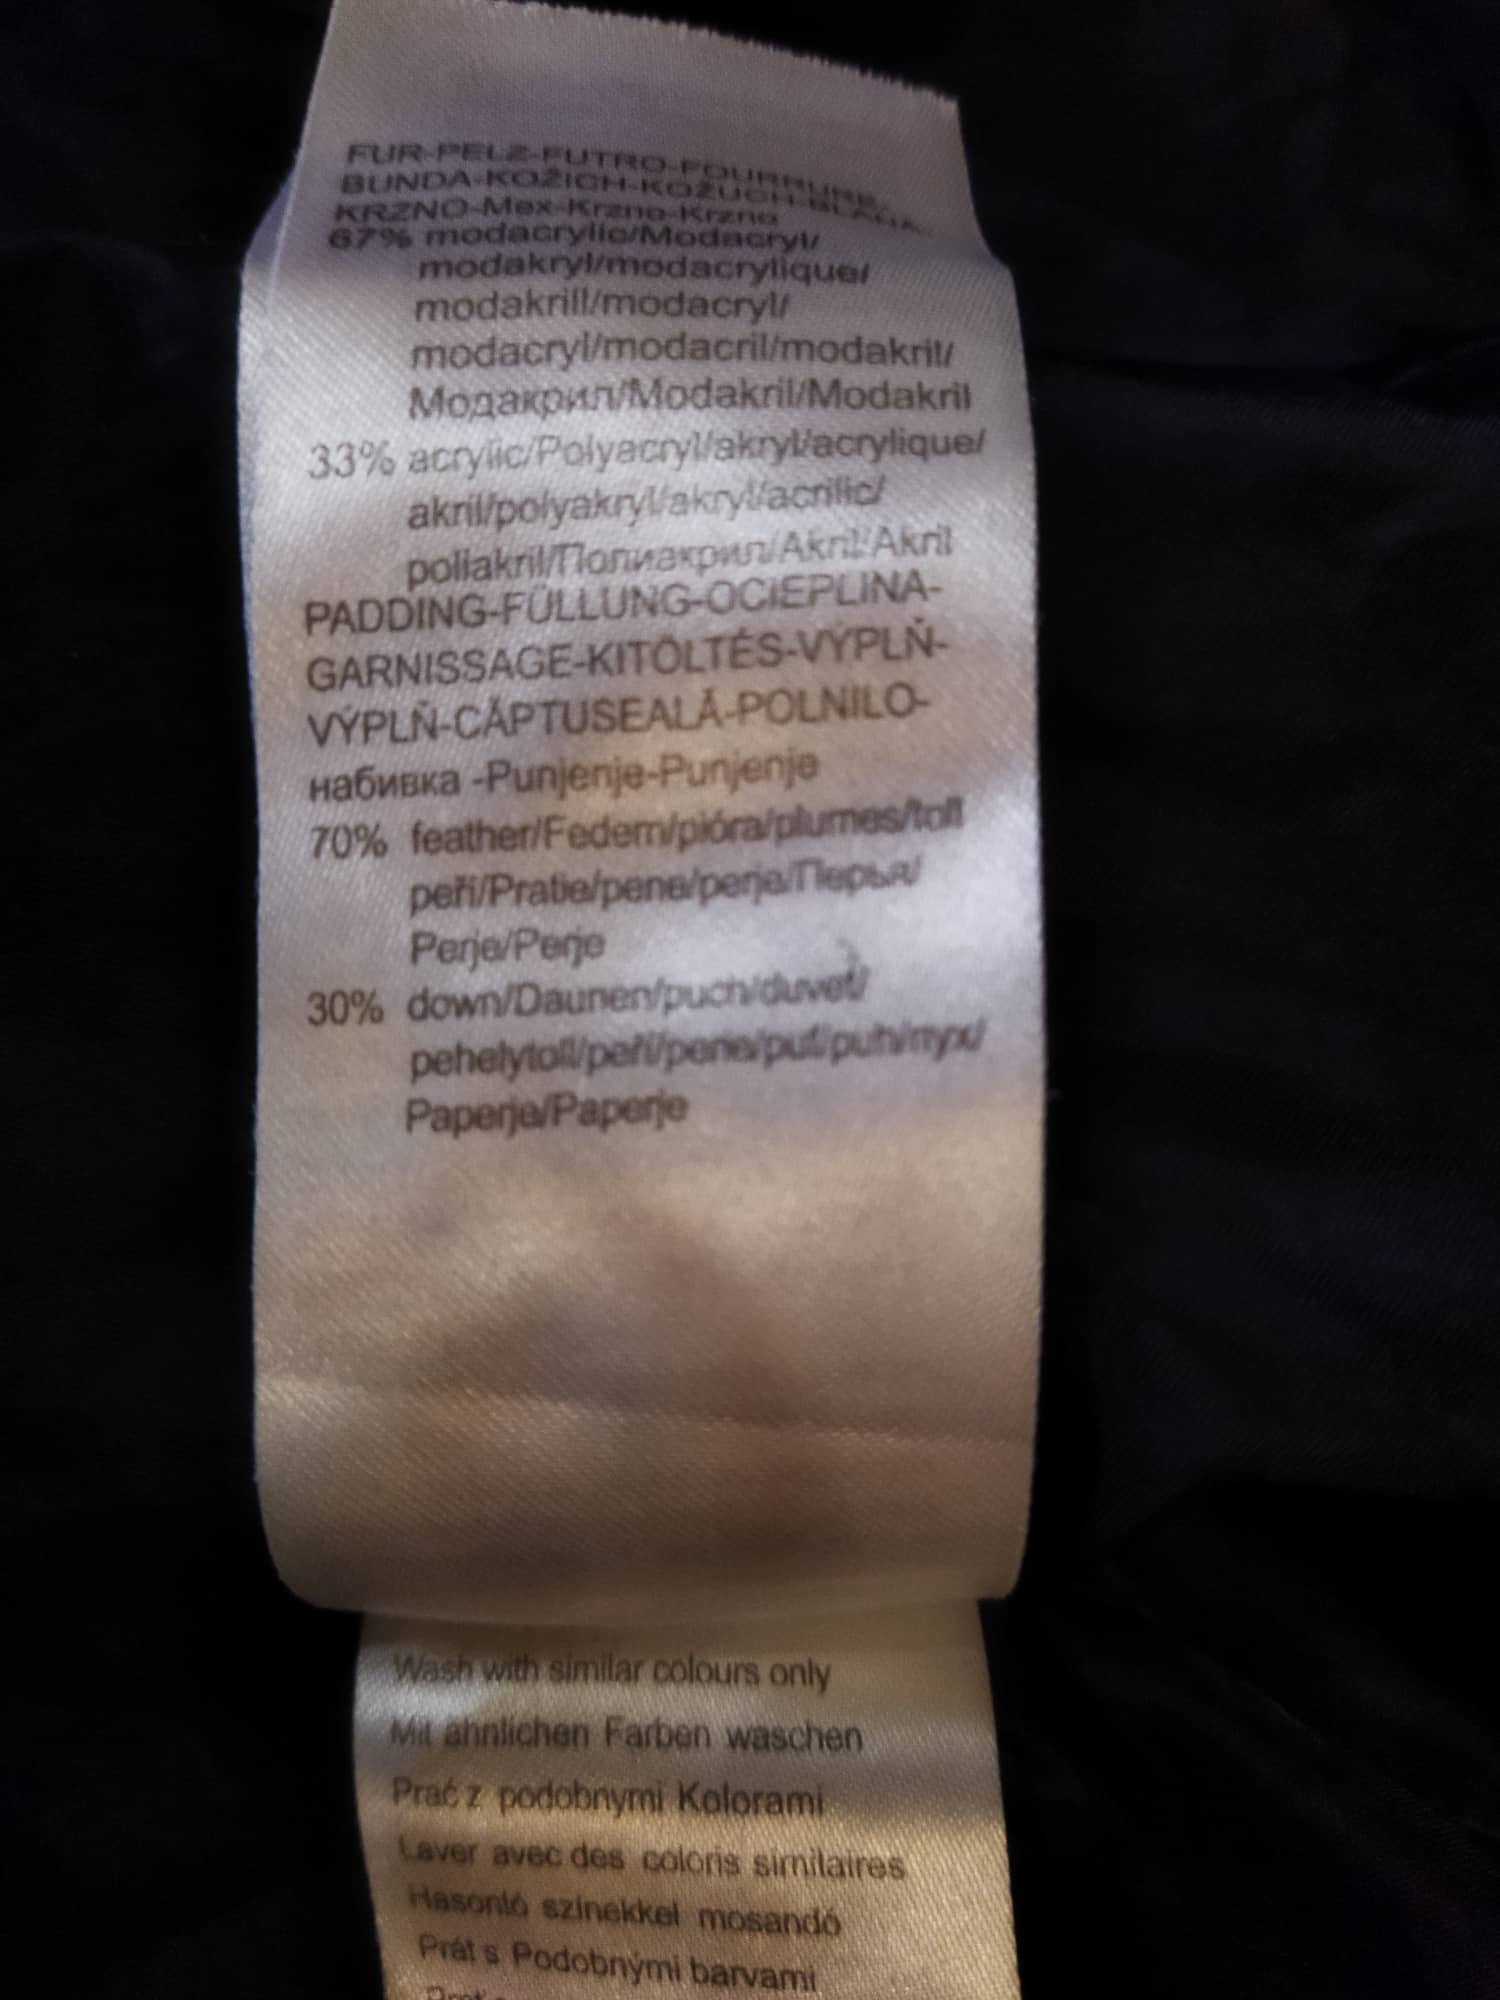 FUR-PELZ-FUTRO-FOURRURE-
BUNDA-KOŽICH-KOŽUCH-BLANA-
KRZNO-Mex-Krzno-Krzno
67% modacrylic/Modacryl/
modakryl/modacrylique/
modakrill/modacryl/
modacryl/modacril/modakril/
Модакрил/Modakril/Modakril
33% acrylic/Polyacryl/akryl/acrylique/
akril/polyakryl/akryl/acrilic/
poliakril/Полиакрил/Akril/Akril
PADDING-FÜLLUNG-OCIEPLINA-
GARNISSAGE-KITÖLTÉS-VÝPLŇ-
VÝPLŇ-CĂPTUSEALĂ-POLNILO-
набивка -Punjenje-Punjenje
70% feather/Federn/pióra/plumes/toll
peří/Pratie/pene/perje/Перья/
Perje/Perje
30% down/Daunen/puch/duvet/
pehelytoll/peří/perie/puf/puh/пух/
Paperje/Paperje
Wash with similar colours only
Mit ähnlichen Farben waschen
Prać z podobnymi Kolorami
Laver avec des coloris similaires
Hasonló színekkel mosandó
Prát s Podobnými barvami